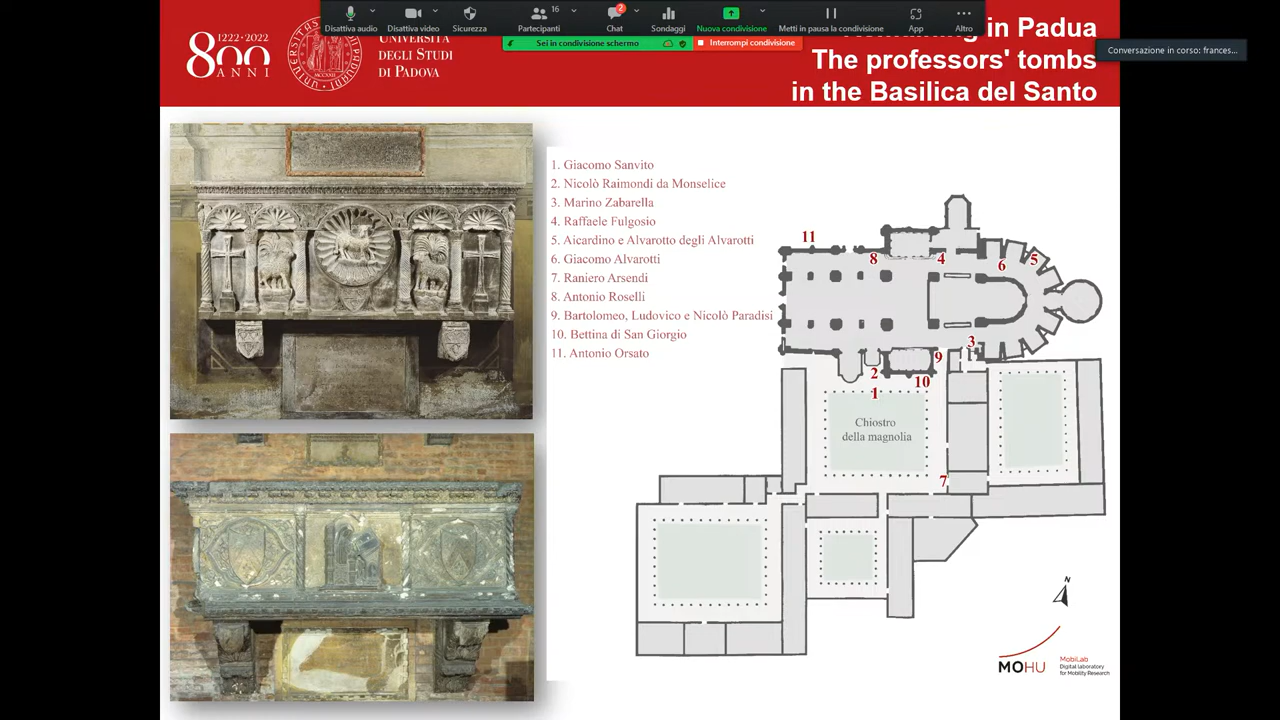 Disattiva audio
Disattiva video
Sicurezza
16
Partecipanti
2
Chat
Sondaggi
Nuova condivisione
Metti in pausa la condivisione
App
Altro
Sei in condivisione schermo
Interrompi condivisione
Conversazione in corso: frances...
1222-2022
800
ANNI
UNIVERSITÀ
DEGLI STUDI
DI PADOVA
in Padua
The professors' tombs
in the Basilica del Santo
1. Giacomo Sanvito
2. Nicolò Raimondi da Monselice
3. Marino Zabarella
4. Raffaele Fulgosio
5. Aicardino e Alvarotto degli Alvarotti
6. Giacomo Alvarotti
7. Raniero Arsendi
8. Antonio Roselli
9. Bartolomeo, Ludovico e Nicolò Paradisi
10. Bettina di San Giorgio
11. Antonio Orsato
11
8
4
6
5
3
9
2
10
1
Chiostro
della magnolia
7
N
MOHU
MobiLab
Digital laboratory
for Mobility Research